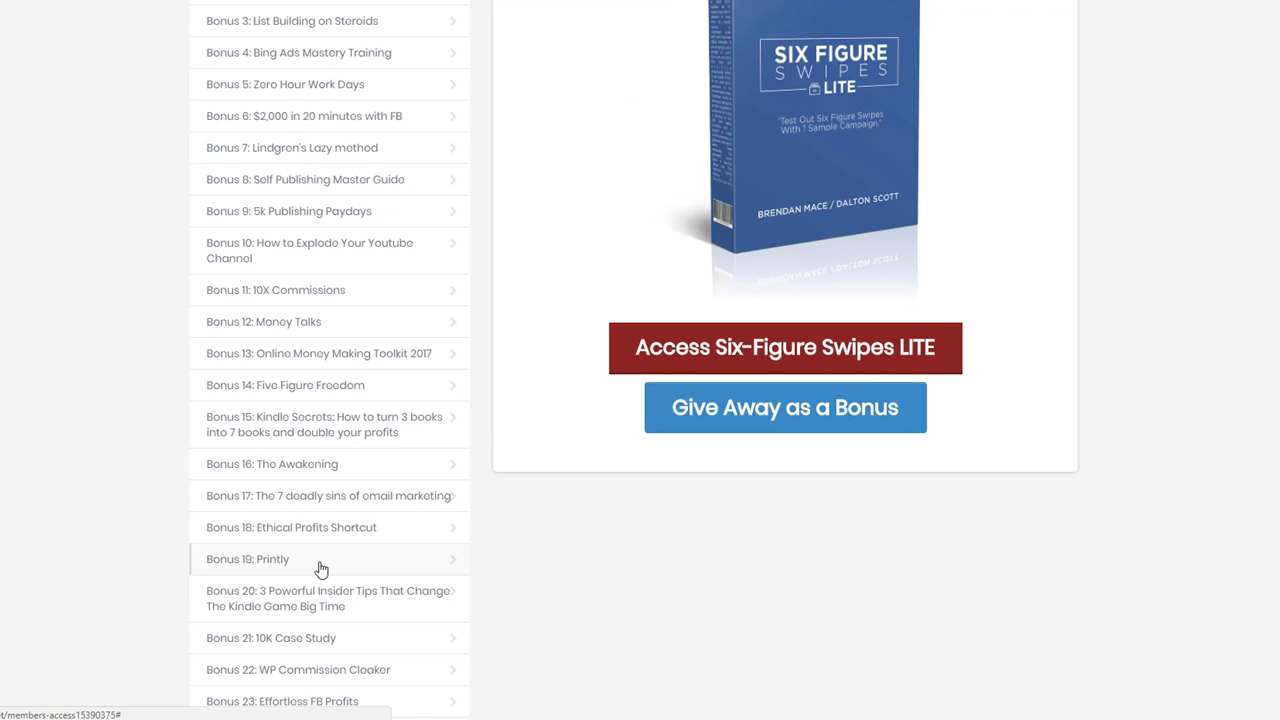 Bonus 3: List Building on Steroids
Bonus 4: Bing Ads Mastery Training
Bonus 5: Zero Hour Work Days
Bonus 6: $2,000 in 20 minutes with FB
Bonus 7: Linngran's Lazy mothod
Bonus 8: Self Publishing Master Guide
Bonus 9: 5k Publishing Paydays
Bonus 10: How to Explode Your Youtube
Channel
Bonus 11: 10X Commissions
Bonus 12: Money Talks
Bonus 13: Online Money Making Toolkit 2017
Bonus 14: Five Figure Freedom
Bonus 15: Kindle Secrets: How to turn 3 books
into 7 books and double your profits
Bonus 16: The Awakening
Bonus 17: The 7 deadly sins of email marketing
Bonus 18: Ethical Profits Shortcut
Bonus 19: Printly
Bonus 20: 3 Powerful Insider Tips That Change
The Kindle Game Big Time
Bonus 21: 10K Case Study
Bonus 22: WP Commission Cloaker
Bonus 23: Effortless FB Profits
et/members-access15390375#
SIX FIGURE
SWIPES
LITE
"Test Out Six Figure Swipes
With 1 Sample Campaign."
BRENDAN MACE / DALTON SCOTT
Access Six-Figure Swipes LITE
Give Away as a Bonus